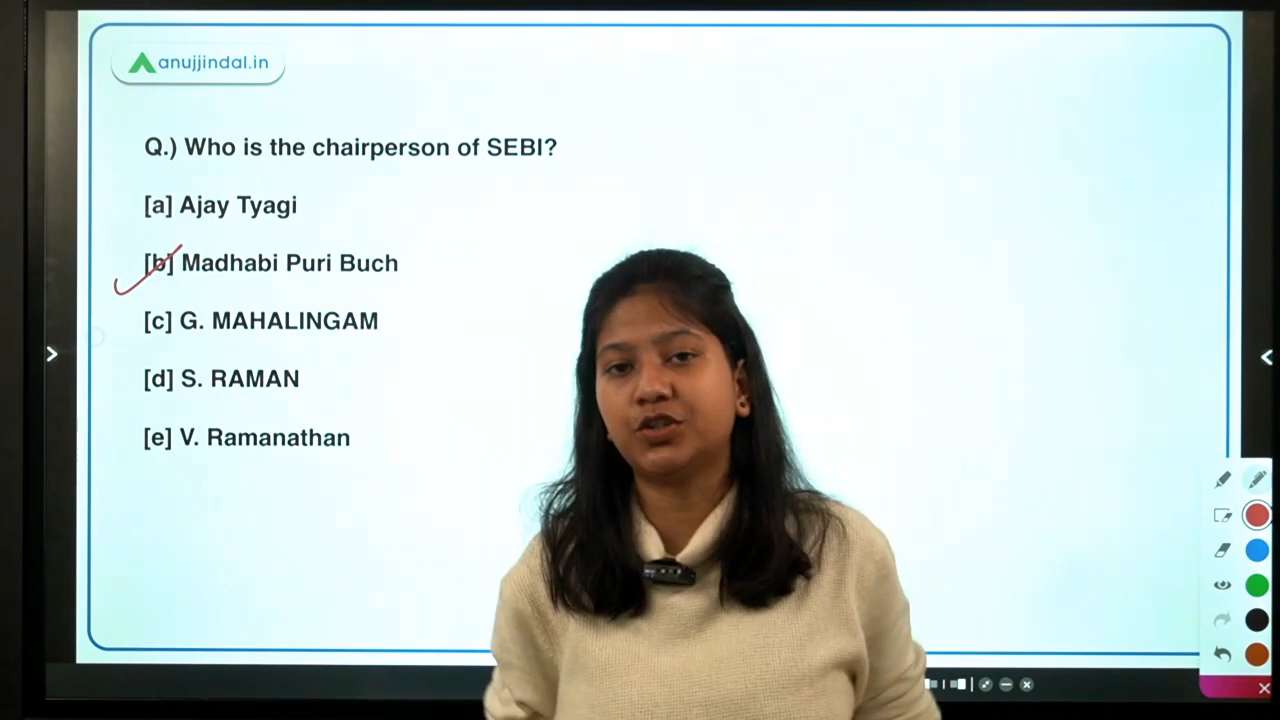 anujjindal.in
Q.) Who is the chairperson of SEBI?
[a] Ajay Tyagi
[b] Madhabi Puri Buch
[c] G. MAHALINGAM
[d] S. RAMAN
[e] V. Ramanathan